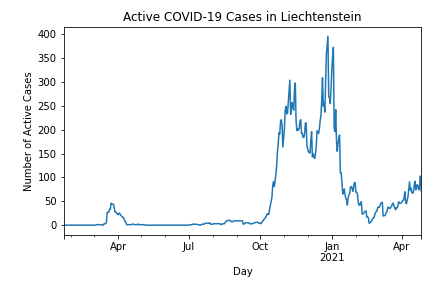 Active COVID-19 Cases in Liechtenstein
Number of Active Cases
400
350
300
250
200
150
100
50
0
Apr
Jul
Oct
Jan
2021
Apr
Day